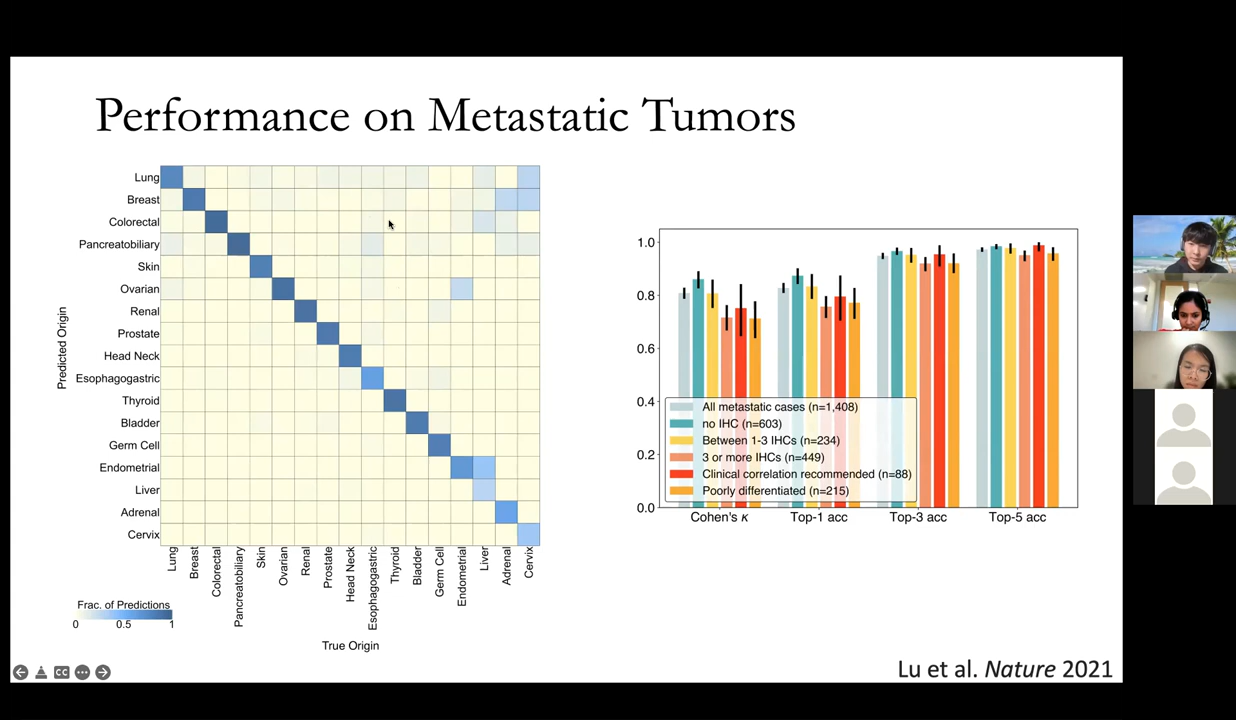 Performance on Metastatic Tumors
Predicted Origin
Lung
Breast
Colorectal
Pancreatobiliary
Skin
Ovarian
Renal
Prostate
Head Neck
Esophagogastric
Thyroid
Bladder
Germ Cell
Endometrial
Liver
Adrenal
Cervix
Lung
Breast
Colorectal
Pancreatobiliary
Skin
Ovarian
Renal
Prostate
Head Neck
Esophagogastric
Thyroid
Bladder
Germ Cell
Endometrial
Liver
Adrenal
Cervix
True Origin
Frac. of Predictions
0 0.5 1
1.0
0.8
0.6
0.4
0.2
0.0
All metastatic cases (n=1,408)
no IHC (n=603)
Between 1-3 IHCs (n=234)
3 or more IHCs (n=449)
Clinical correlation recommended (n=88)
Poorly differentiated (n=215)
Cohen's κ Top-1 acc Top-3 acc Top-5 acc
CC
Lu et al. Nature 2021